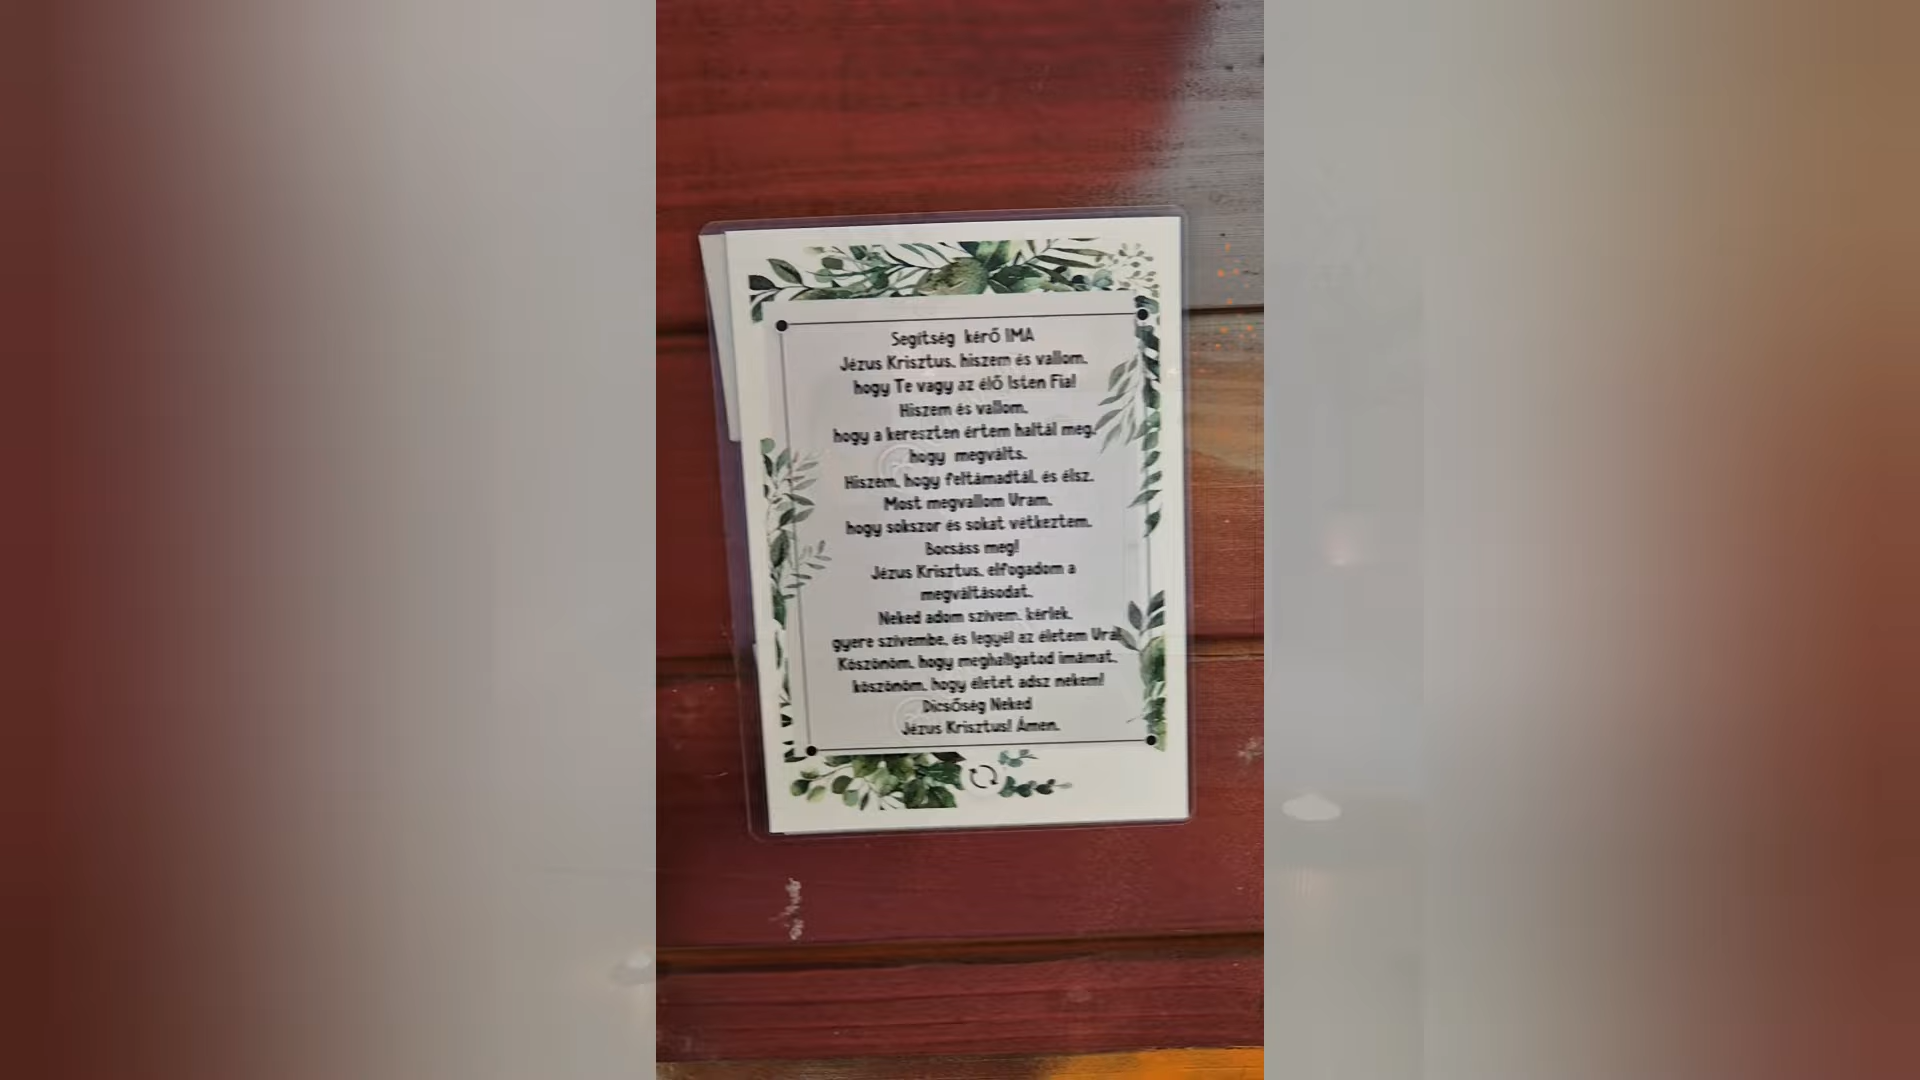 Segítség kérő IMA
Jézus Krisztus, hiszem és vallom,
hogy Te vagy az élő Isten Fia!
Hiszem és vallom,
hogy a kereszten értem haltál meg,
hogy megválts.
Hiszem, hogy feltámadtál, és élsz.
Most megvallom Uram,
hogy sokszor és sokat vétkeztem.
Bocsáss meg!
Jézus Krisztus, elfogadom a
megváltásodat.
Neked adom szívem, kérlek,
gyere szívembe, és legyél az életem Ura!
Köszönöm, hogy meghallgatod imámat,
köszönöm, hogy életet adsz nekem!
Dicsőség Neked
Jézus Krisztus! Ámen.